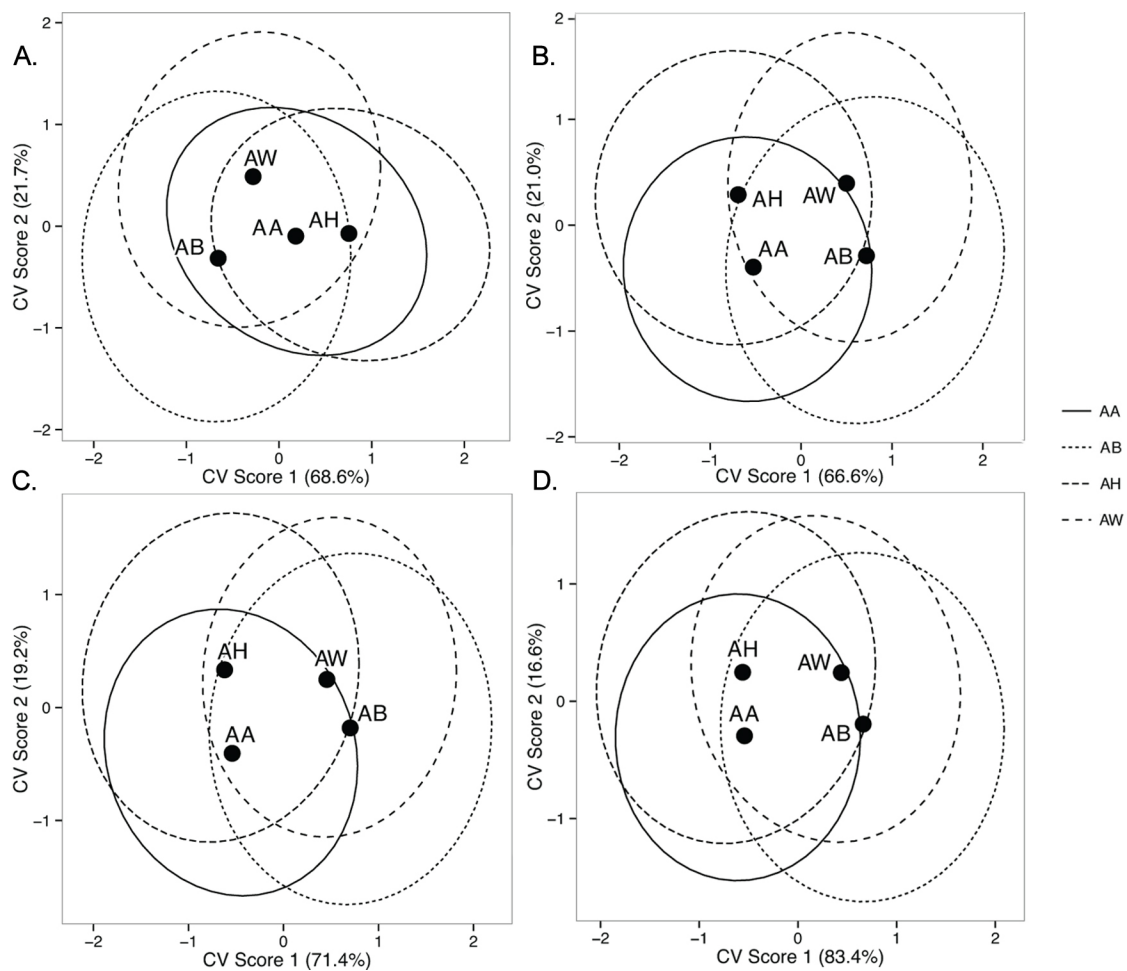 A.
2
1
0
−1
−2
CV Score 2 (21.7%)
AW
AA
AH
AB
−2
−1
0
1
2
CV Score 1 (68.6%)
B.
2
1
0
−1
−2
CV Score 2 (21.0%)
AH
AW
AA
AB
−2
−1
0
1
2
CV Score 1 (66.6%)
C.
1
0
−1
CV Score 2 (19.2%)
AH
AW
AB
AA
−2
−1
0
1
2
CV Score 1 (71.4%)
D.
1
0
−1
CV Score 2 (16.6%)
AH
AW
AA
AB
−2
−1
0
1
2
CV Score 1 (83.4%)
AA
AB
AH
AW